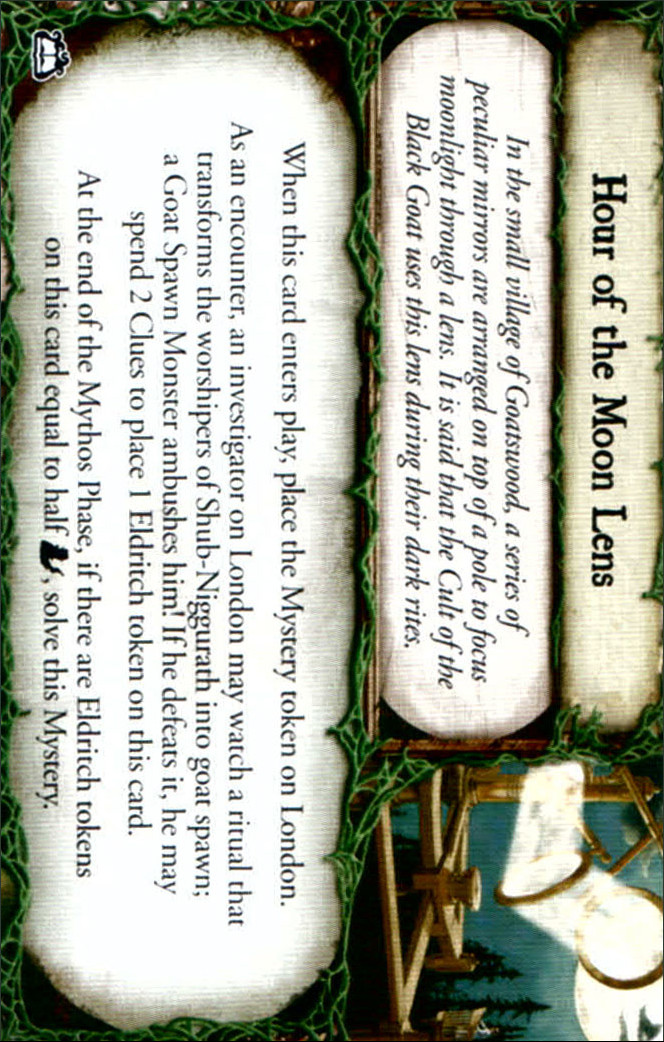 Hour of the Moon Lens
In the small village of Goatswood, a series of
peculiar mirrors are arranged on top of a pole to focus
moonlight through a lens. It is said that the Cult of the
Black Goat uses this lens during their dark rites.
When this card enters play, place the Mystery token on London.
As an encounter, an investigator on London may watch a ritual that
transforms the worshipers of Shub-Niggurath into goat spawn;
a Goat Spawn Monster ambushes him! If he defeats it, he may
spend 2 Clues to place 1 Eldritch token on this card.
At the end of the Mythos Phase, if there are Eldritch tokens
on this card equal to half , solve this Mystery.